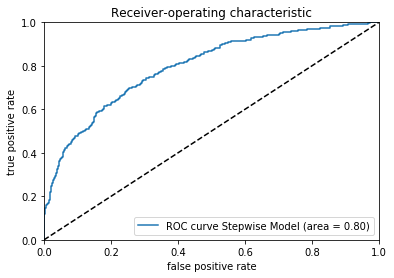 Receiver-operating characteristic
true positive rate
1.0
0.8
0.6
0.4
0.2
0.0
ROC curve Stepwise Model (area = 0.80)
0.0 0.2 0.4 0.6 0.8 1.0
false positive rate